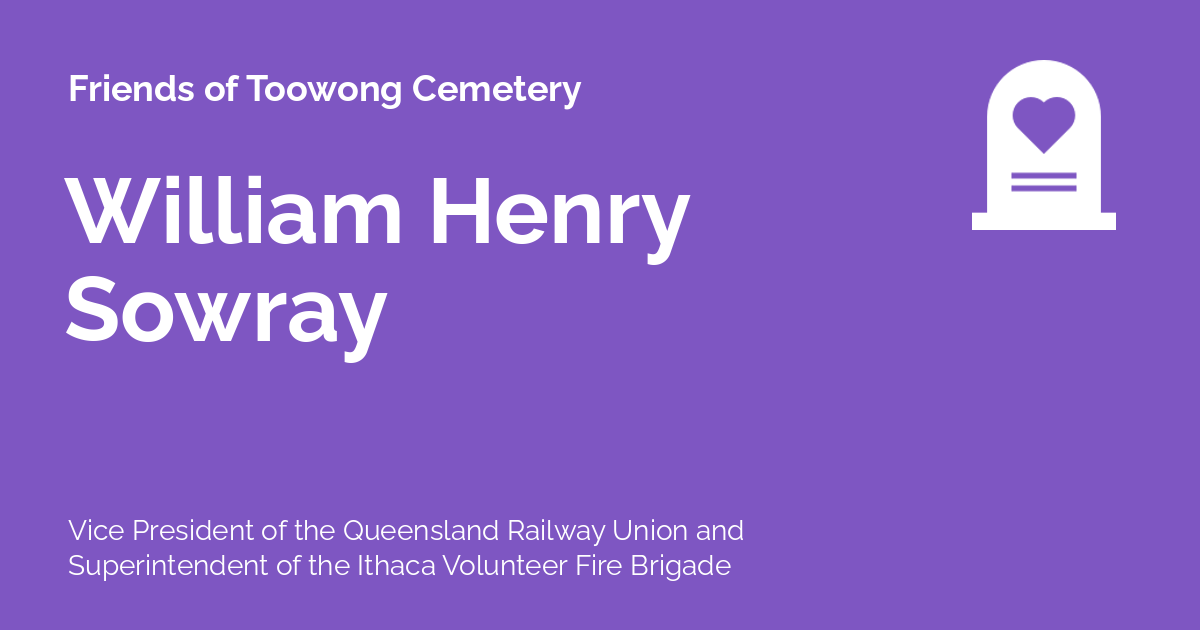 Friends of Toowong Cemetery
William Henry
Sowray
Vice President of the Queensland Railway Union and
Superintendent of the Ithaca Volunteer Fire Brigade